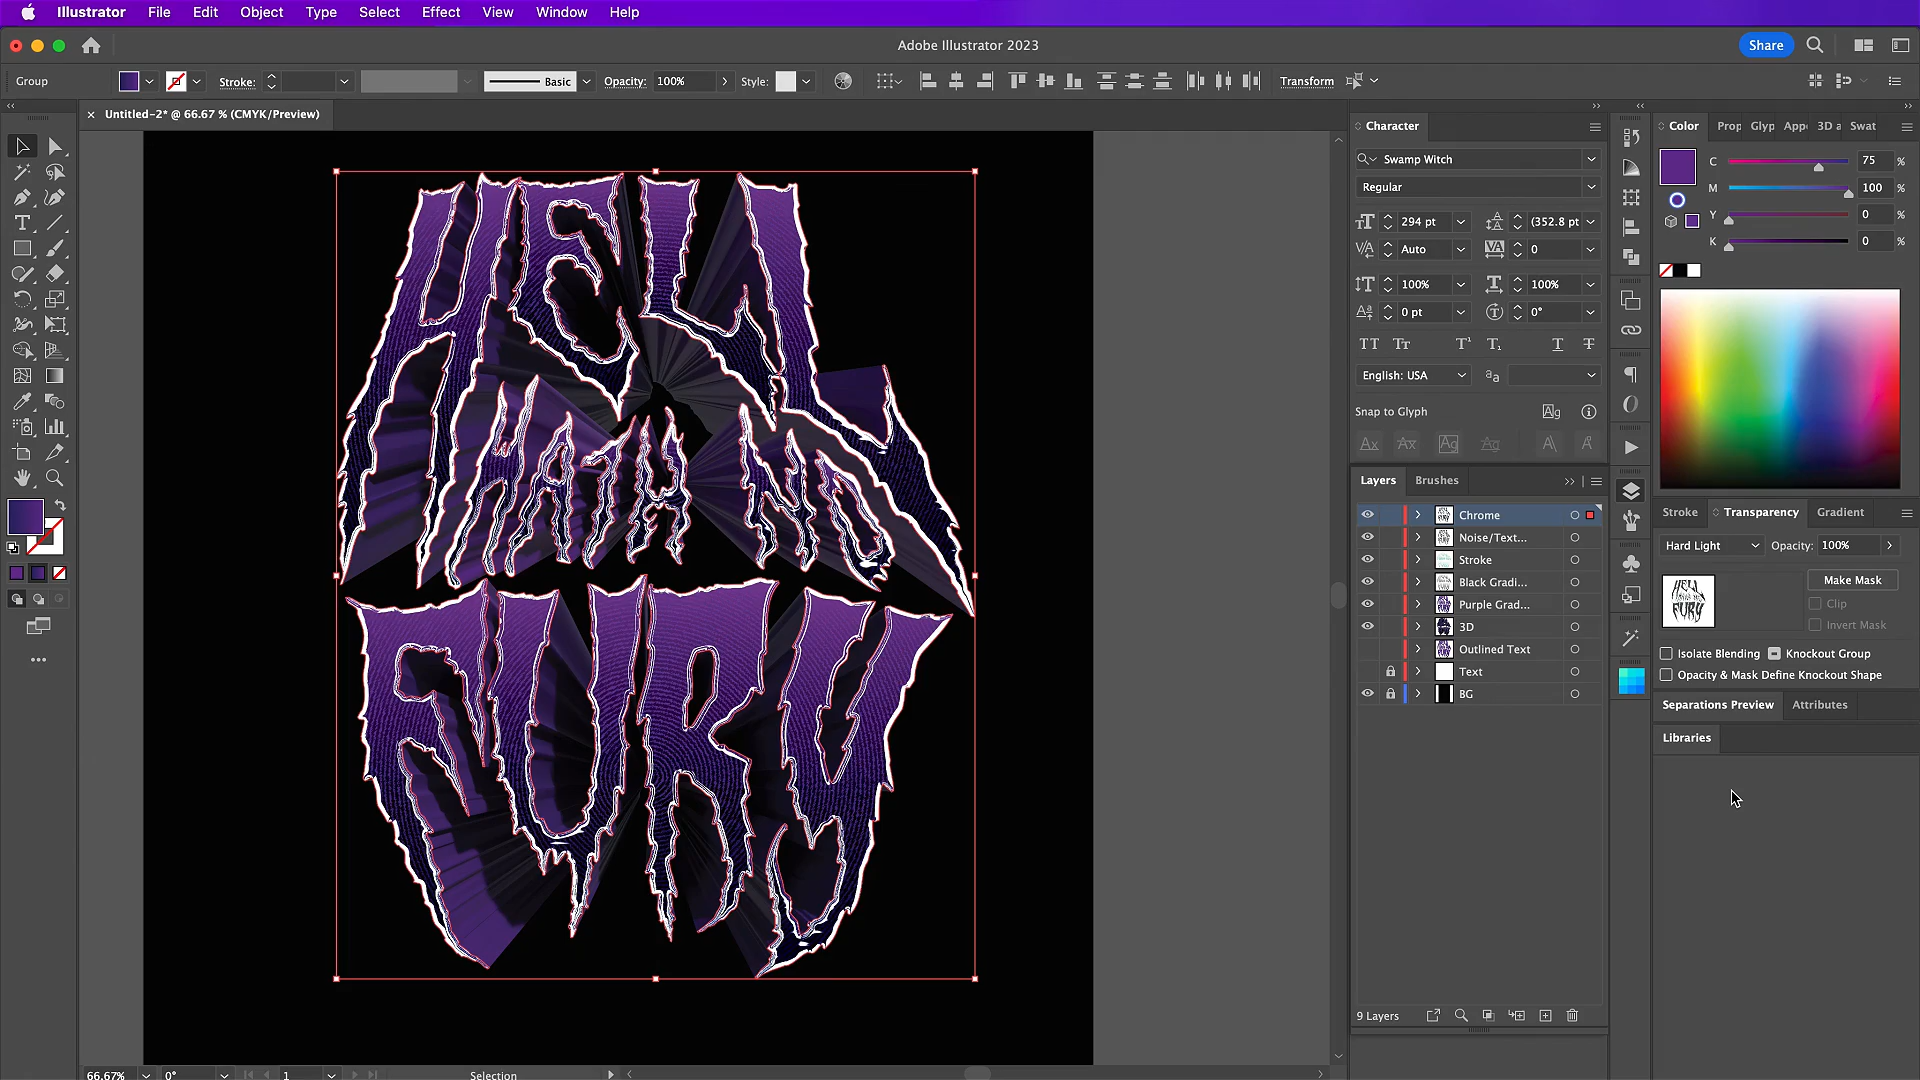 Illustrator File Edit Object Type Select Effect View Window Help
Adobe Illustrator 2023
Share
Group
Stroke:
Basic
Opacity: 100%
Style:
Transform
× Untitled-2* @ 66.67 % (CMYK/Preview)
HELL
HATH NO
FURY
66.67%
0°
1
Selection
Character
Swamp Witch
Regular
294 pt
(352.8 pt
Auto
0
100%
100%
0 pt
0°
English: USA
Snap to Glyph
Layers
Brushes
Chrome
Noise/Text...
Stroke
Black Gradi...
Purple Grad...
3D
Outlined Text
Text
BG
9 Layers
Color
Prop
Glyp
Appe
3D a
Swat
C 75 %
M 100 %
Y 0 %
K 0 %
Stroke
Transparency
Gradient
Hard Light
Opacity: 100%
Make Mask
Clip
Invert Mask
Isolate Blending
Knockout Group
Opacity & Mask Define Knockout Shape
Separations Preview
Attributes
Libraries